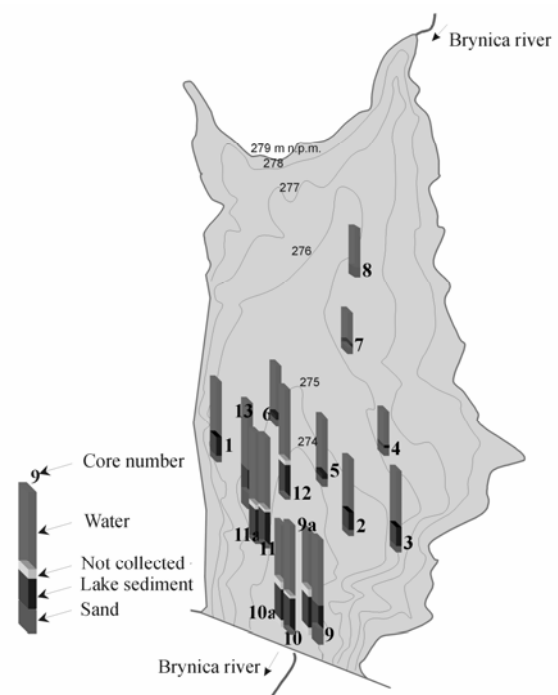 Brynica river
279 m n.p.m.
278
277
276
8
7
275
13
6
4
1
274
5
12
2
3
11a
11
9a
10a
10
9
Brynica river
9
Core number
Water
Not collected
Lake sediment
Sand